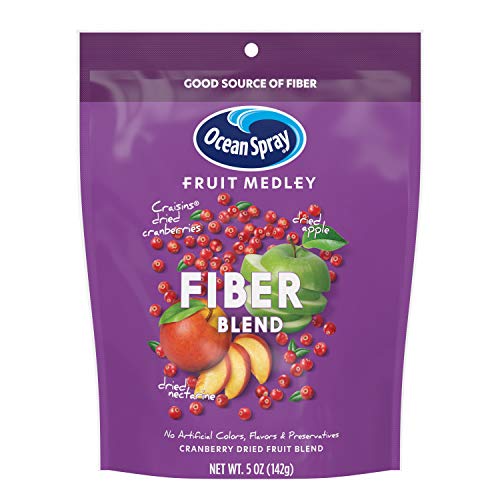 GOOD SOURCE OF FIBER
Ocean Spray
FRUIT MEDLEY
Craisins®
dried
cranberries
dried
apple
FIBER
BLEND
dried
nectarine
No Artificial Colors, Flavors & Preservatives
CRANBERRY DRIED FRUIT BLEND
NET WT. 5 OZ (142g)